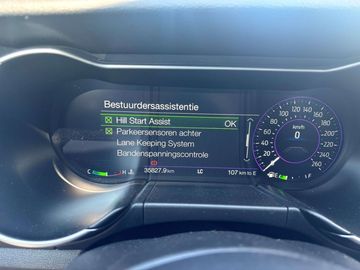 Bestuurdersassistentie
Hill Start Assist OK
Parkeersensoren achter
Lane Keeping System
Bandenspanningscontrole
35827.9km LC 107 km to E
C H
E F
km/h
0
20
40
60
80
100
120
140
160
180
200
220
240
260